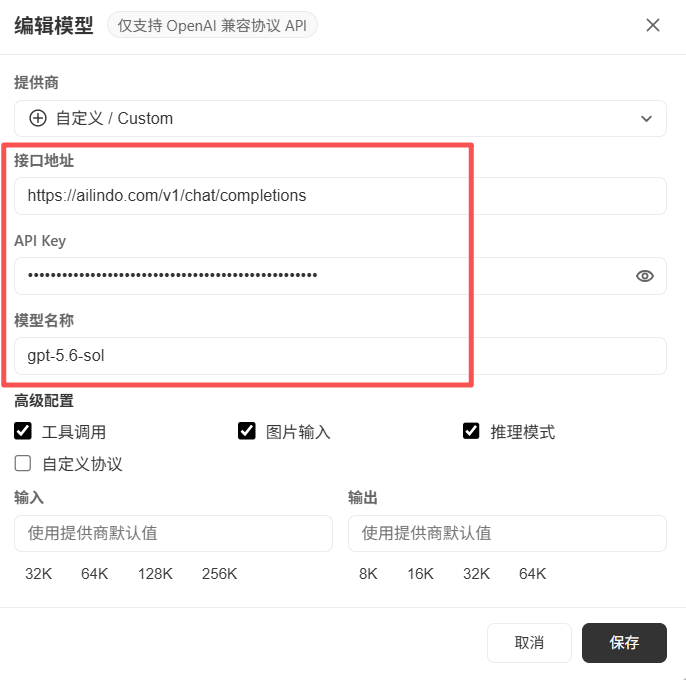 编辑模型 仅支持 OpenAI 兼容协议 API
提供商
自定义 / Custom
接口地址
https://ailindo.com/v1/chat/completions
API Key
••••••••••••••••••••••••••••••••••••••••••••••••••••
模型名称
gpt-5.6-sol
高级配置
工具调用 图片输入 推理模式
自定义协议
输入 输出
使用提供商默认值 使用提供商默认值
32K 64K 128K 256K 8K 16K 32K 64K
取消 保存